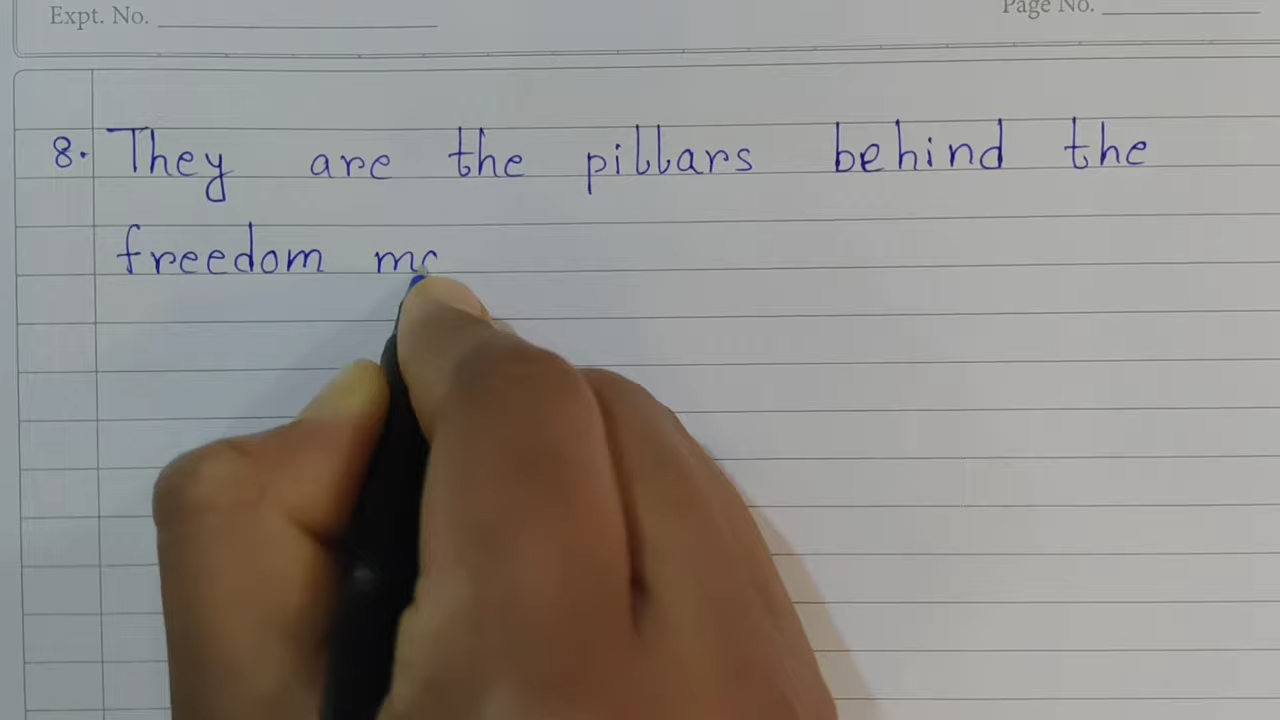 Expt. No.
Page No.
8. They are the pillars behind the
freedom